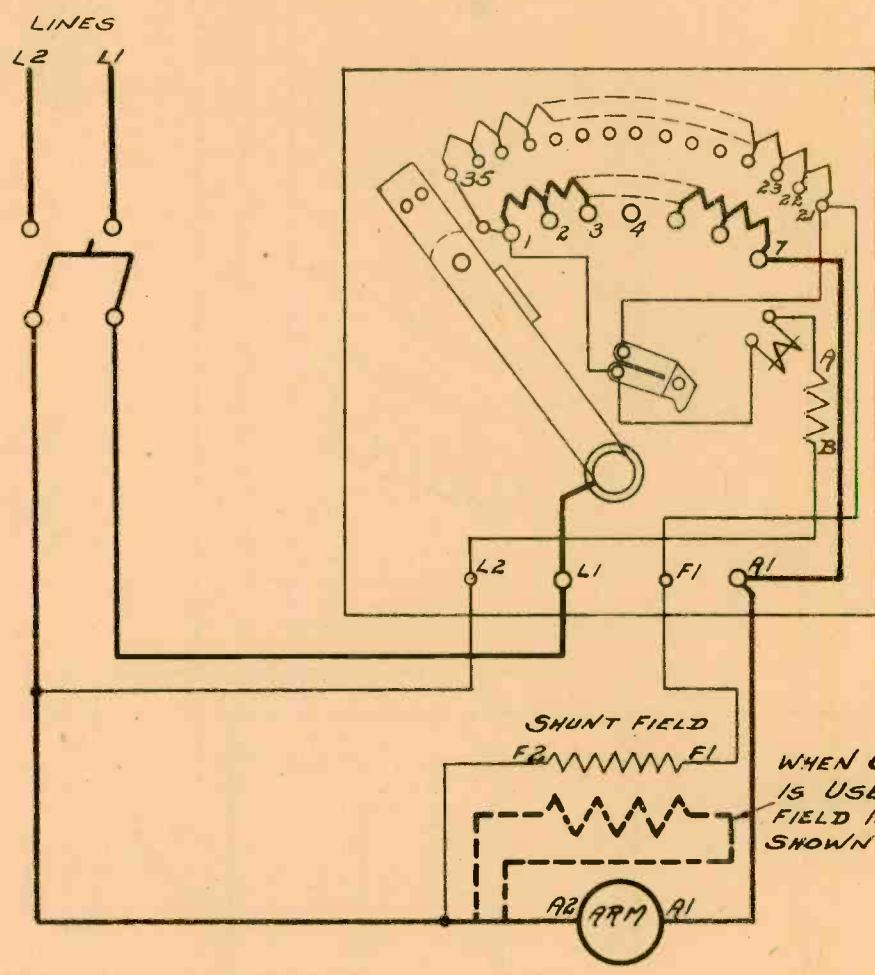 LINES
L2 L1
35
23
22
21
1 2 3 4
7
A
B
L2 L1 F1 A1
SHUNT FIELD
F2 F1
WHEN
IS USE
FIELD
SHOWN
A2 ARM A1